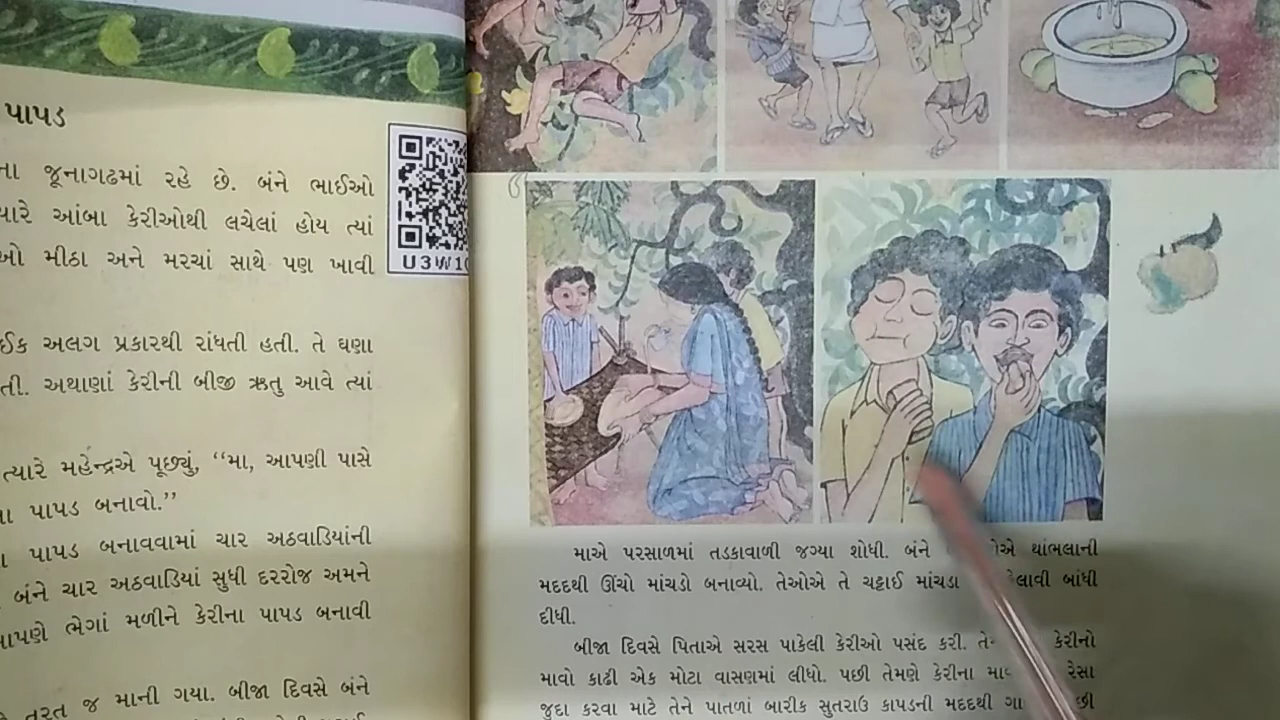 પાપડ
જૂનાગઢમાં રહે છે. બંને ભાઈઓ
આંબા કેરીઓથી લચેલાં હોય ત્યાં
મીઠા અને મરચાં સાથે પણ ખાવી
U3W1
અલગ પ્રકારથી રાંધતી હતી. તે ઘણા
અથાણાં કેરીની બીજી ઋતુ આવે ત્યાં
ત્યારે મહેન્દ્રએ પૂછ્યું, “મા, આપણી પાસે
પાપડ બનાવો.”
પાપડ બનાવવામાં ચાર અઠવાડિયાંની
બંને ચાર અઠવાડિયાં સુધી દરરોજ અમને
ભેગાં મળીને કેરીના પાપડ બનાવી
તરત જ માની ગયા. બીજા દિવસે બંને
માએ પરસાળમાં તડકાવાળી જગ્યા શોધી. બંને થાંભલાની
મદદથી ઊંચો માંચડો બનાવ્યો. તેઓએ તે ચટ્ટાઈ માંચડા બાંધી
દીધી.
બીજા દિવસે પિતાએ સરસ પાકેલી કેરીઓ પસંદ કરી. કેરીનો
માવો કાઢી એક મોટા વાસણમાં લીધો. પછી તેમણે કેરીના રેસા
જુદા કરવા માટે તેને પાતળાં બારીક સુતરાઉ કાપડની મદદથી